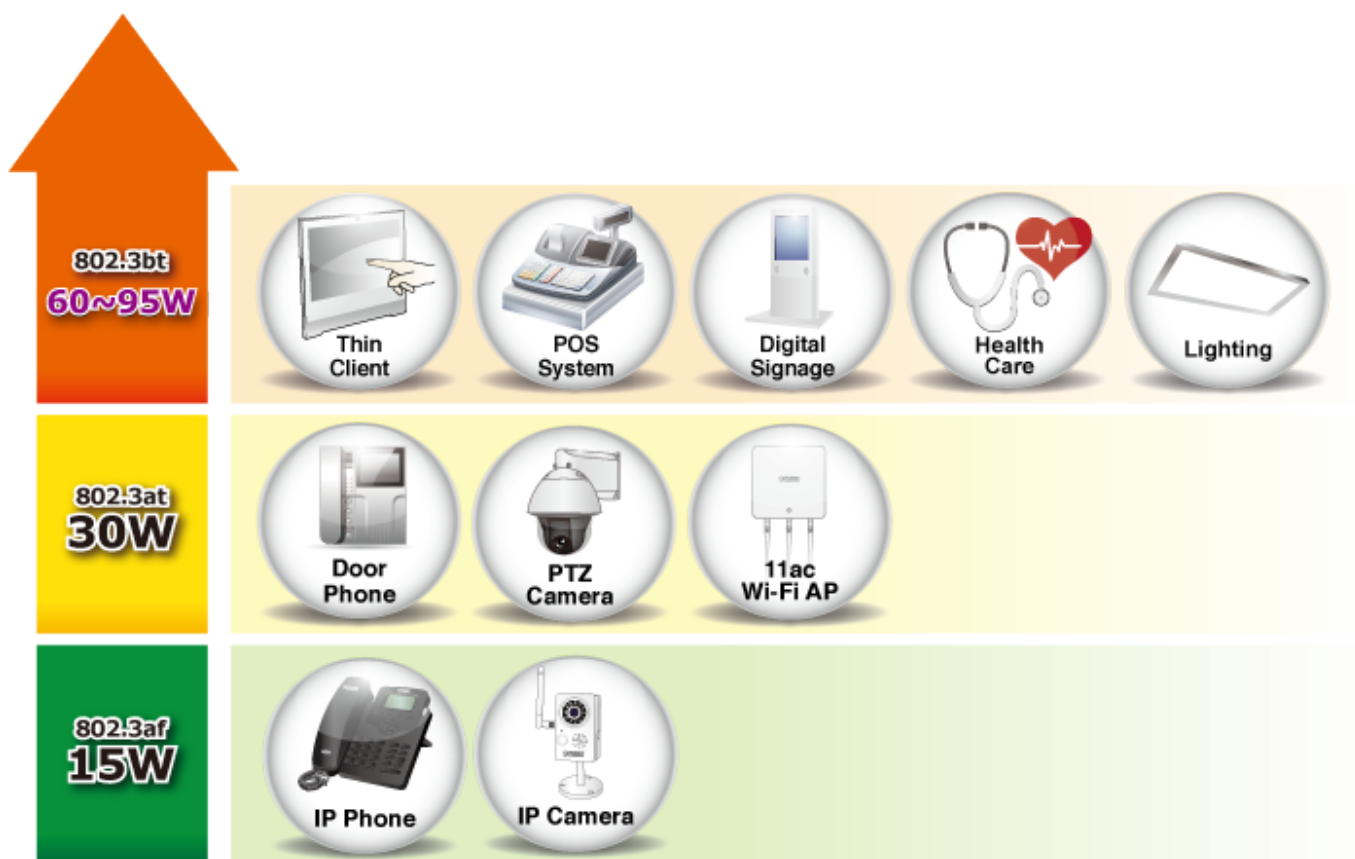 802.3bt
60~95W
Thin
Client
POS
System
Digital
Signage
Health
Care
Lighting
802.3at
30W
Door
Phone
PTZ
Camera
11ac
Wi-Fi AP
802.3af
15W
IP Phone
IP Camera